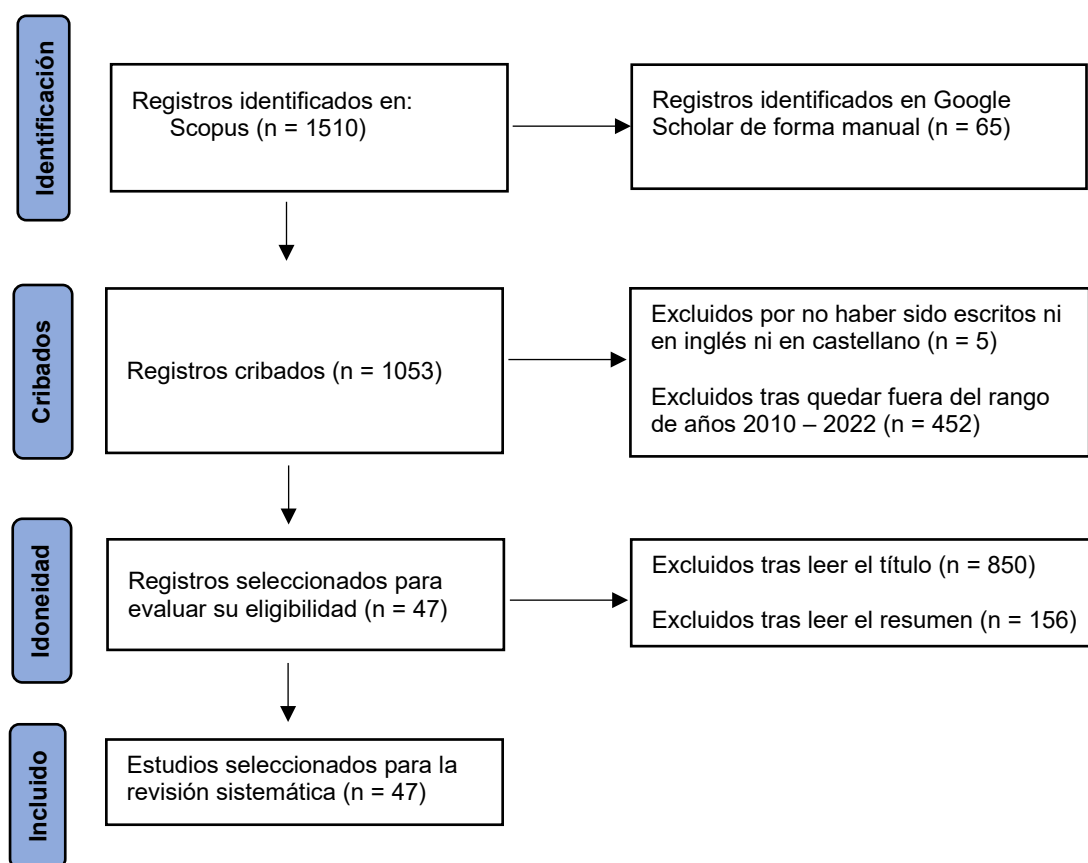 Identificación
Registros identificados en:
Scopus (n = 1510)
Registros identificados en Google
Scholar de forma manual (n = 65)
Cribados
Registros cribados (n = 1053)
Excluidos por no haber sido escritos ni
en inglés ni en castellano (n = 5)
Excluidos tras quedar fuera del rango
de años 2010 – 2022 (n = 452)
Idoneidad
Registros seleccionados para
evaluar su eligibilidad (n = 47)
Excluidos tras leer el título (n = 850)
Excluidos tras leer el resumen (n = 156)
Incluido
Estudios seleccionados para la
revisión sistemática (n = 47)